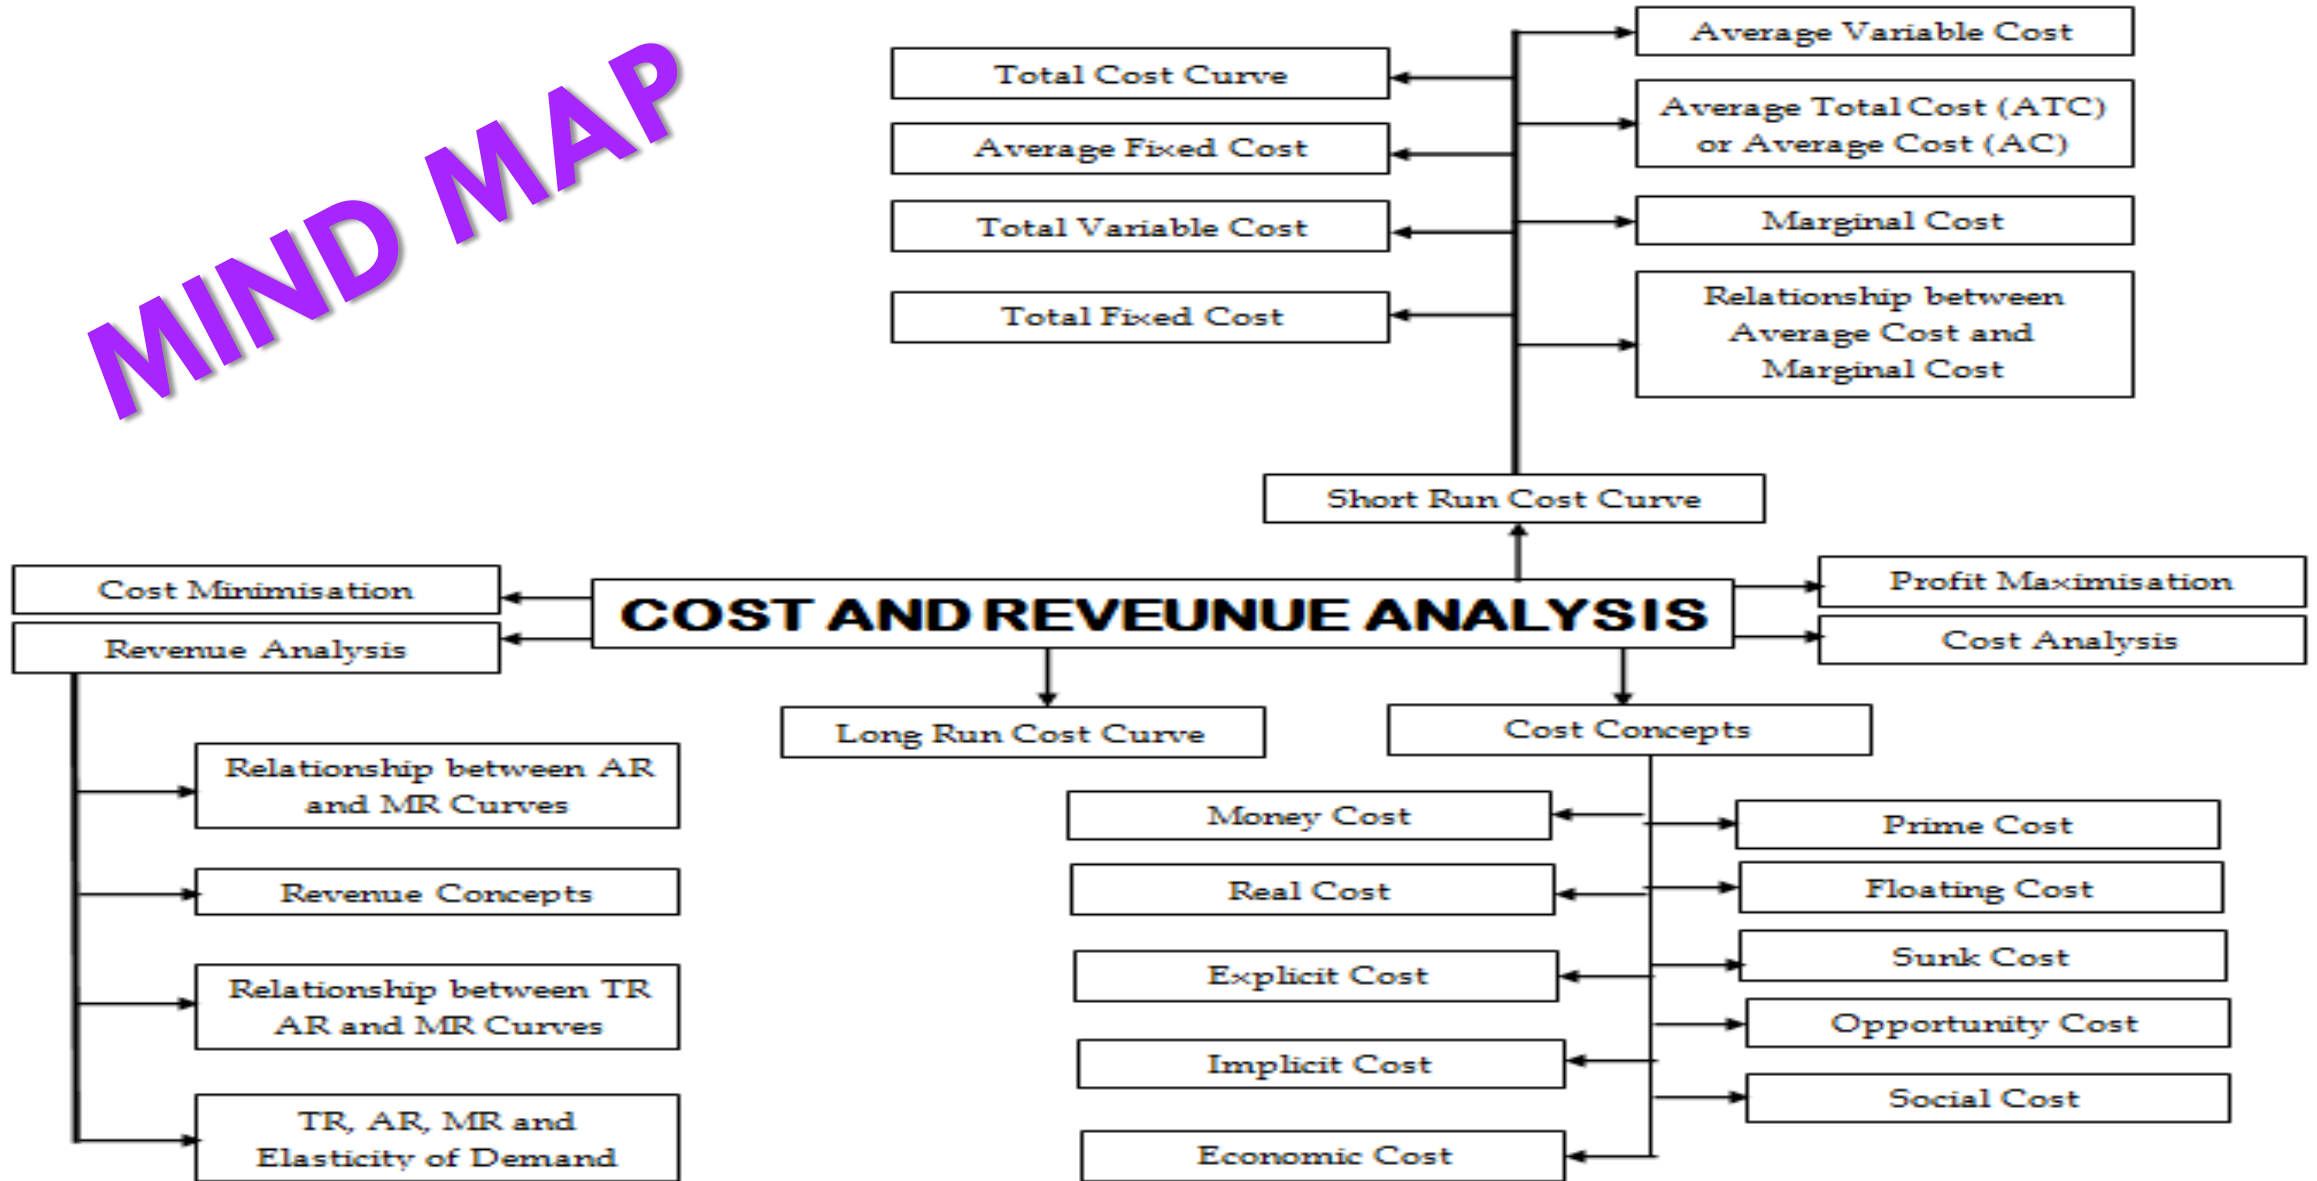 MIND MAP
Average Variable Cost
Total Cost Curve
Average Total Cost (ATC)
or Average Cost (AC)
Average Fixed Cost
Total Variable Cost
Marginal Cost
Total Fixed Cost
Relationship between
Average Cost and
Marginal Cost
Short Run Cost Curve
Cost Minimisation
Revenue Analysis
COST AND REVEUNUE ANALYSIS
Profit Maximisation
Cost Analysis
Long Run Cost Curve
Cost Concepts
Relationship between AR
and MR Curves
Revenue Concepts
Relationship between TR
AR and MR Curves
TR, AR, MR and
Elasticity of Demand
Money Cost
Real Cost
Explicit Cost
Implicit Cost
Economic Cost
Prime Cost
Floating Cost
Sunk Cost
Opportunity Cost
Social Cost